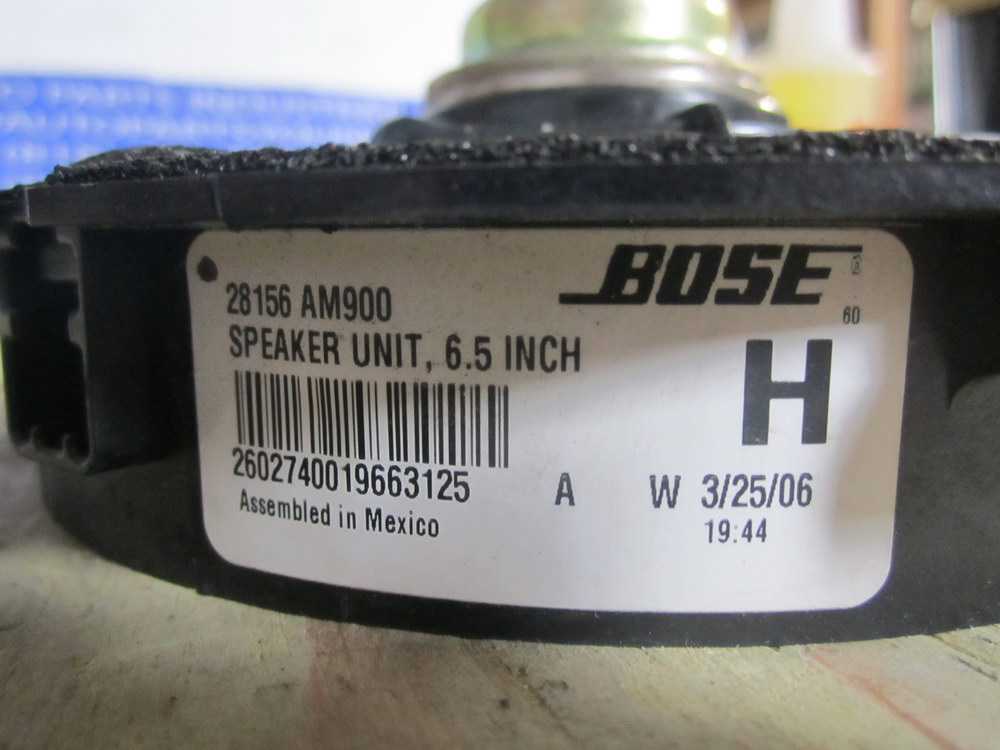 BOSE®
60
28156 AM900
SPEAKER UNIT, 6.5 INCH
H
2602740019663125
A W 3/25/06
19:44
Assembled in Mexico